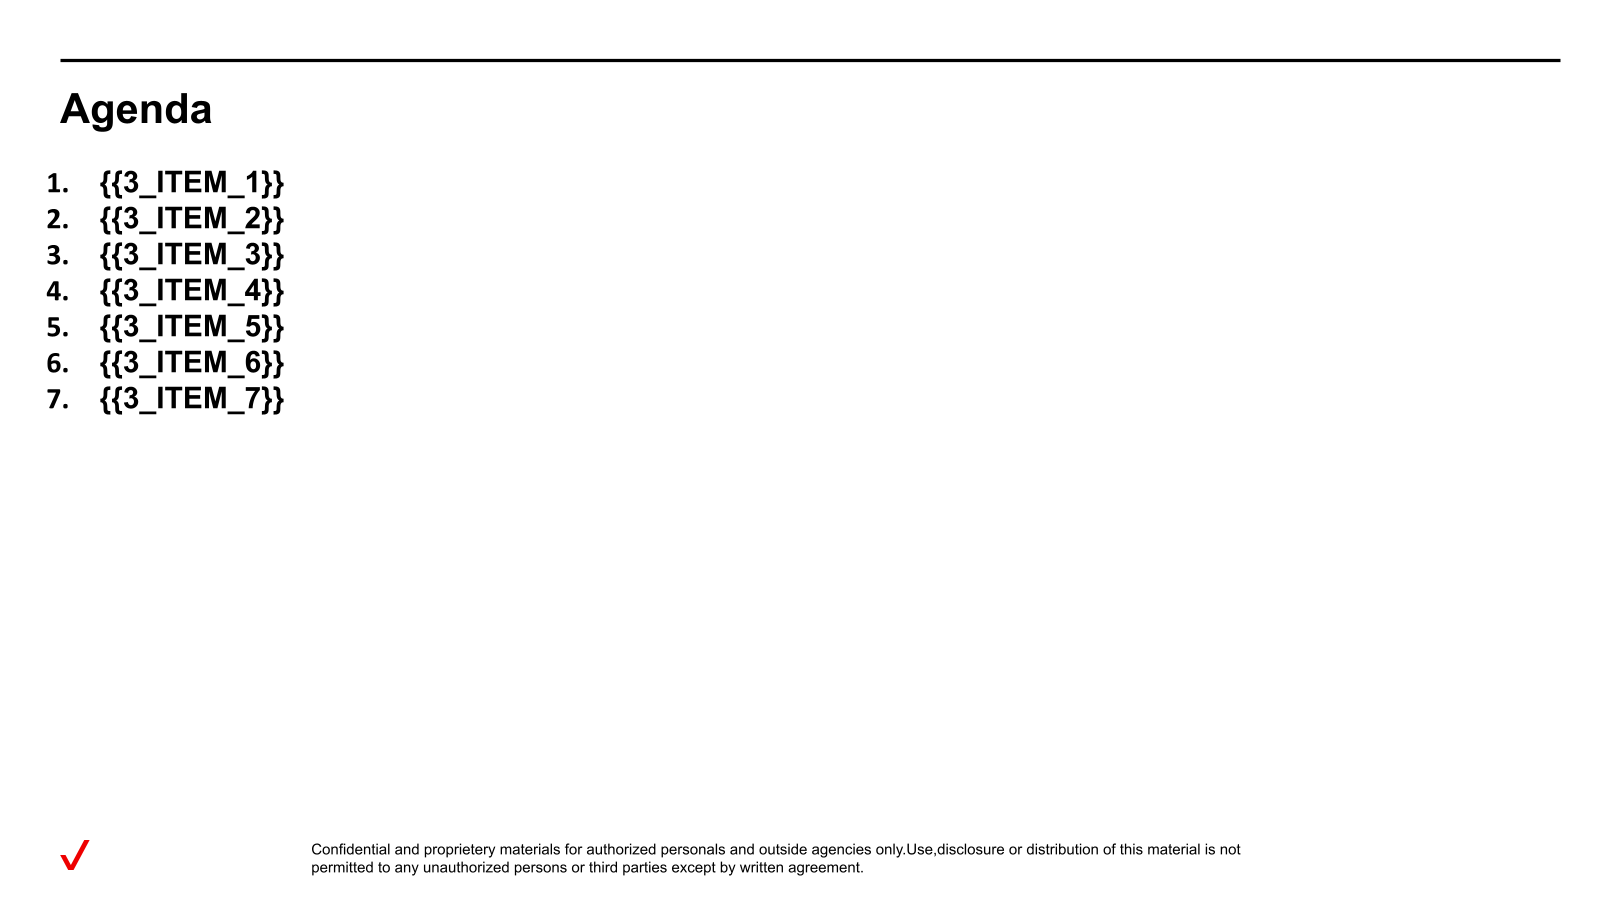 Agenda
1. {{3_ITEM_1}}
2. {{3_ITEM_2}}
3. {{3_ITEM_3}}
4. {{3_ITEM_4}}
5. {{3_ITEM_5}}
6. {{3_ITEM_6}}
7. {{3_ITEM_7}}
Confidential and proprietery materials for authorized personals and outside agencies only.Use,disclosure or distribution of this material is not
permitted to any unauthorized persons or third parties except by written agreement.